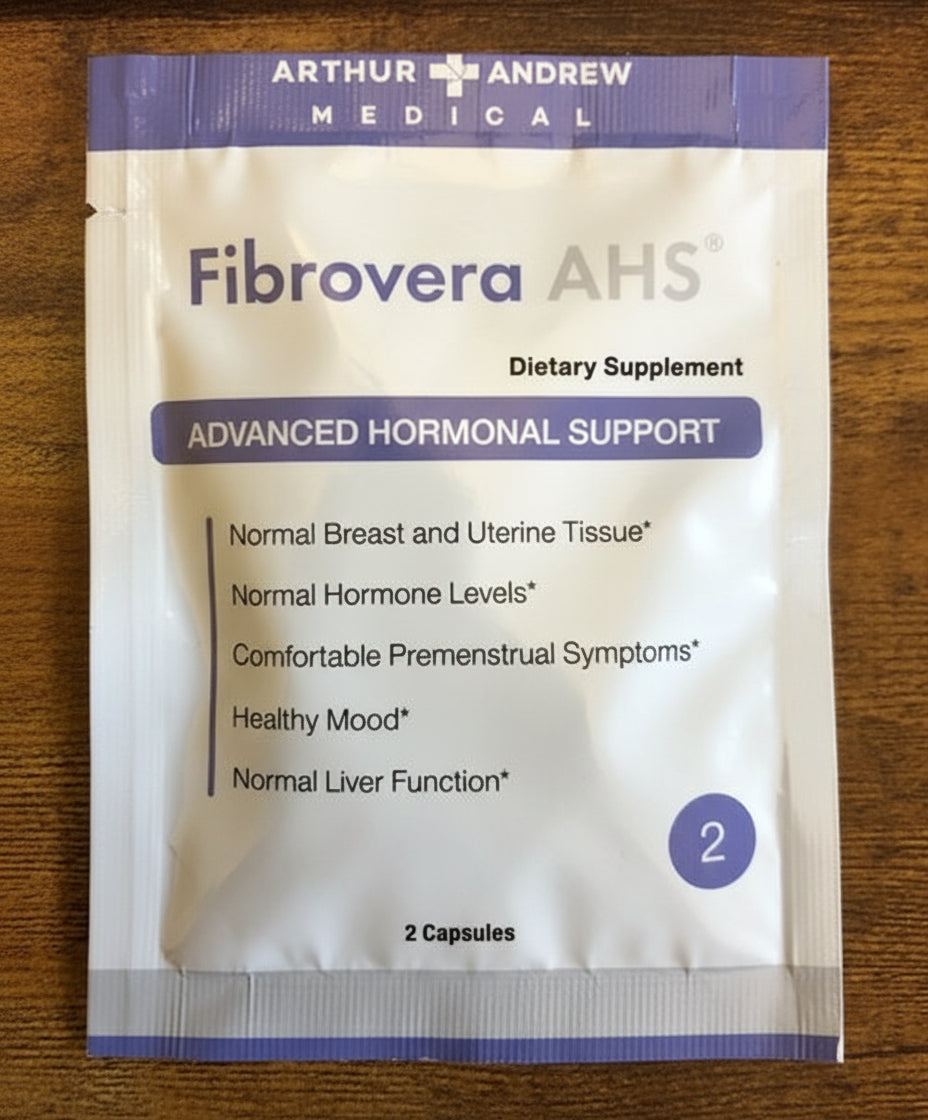 ARTHUR ANDREW
MEDICAL
Fibrovera AHS®
Dietary Supplement
ADVANCED HORMONAL SUPPORT
Normal Breast and Uterine Tissue*
Normal Hormone Levels*
Comfortable Premenstrual Symptoms*
Healthy Mood*
Normal Liver Function*
2
2 Capsules